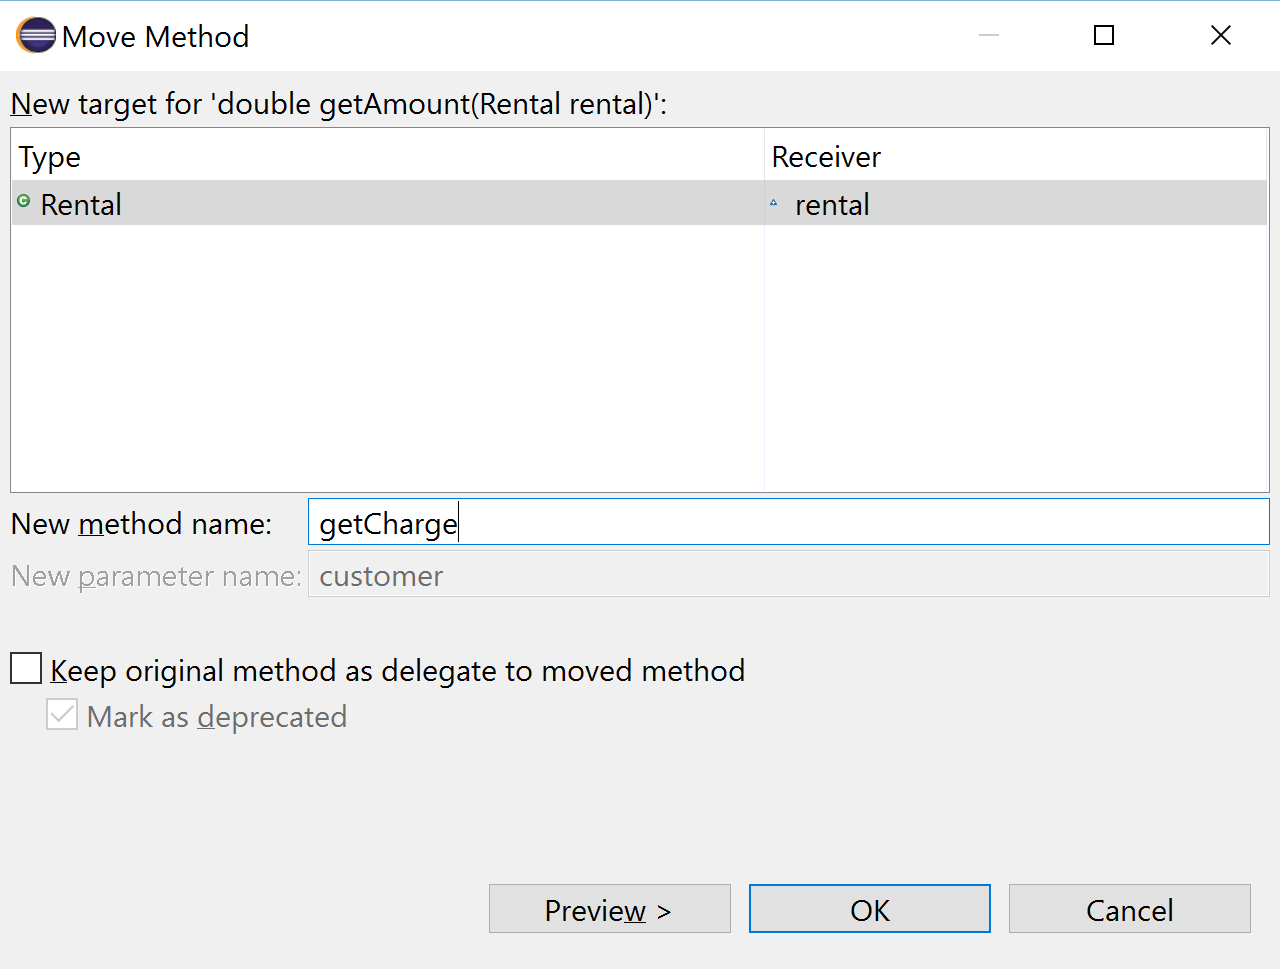 Move Method
New target for 'double getAmount(Rental rental)':
Type Receiver
Rental rental
New method name: getCharge
New parameter name: customer
Keep original method as delegate to moved method
Mark as deprecated
Preview > OK Cancel